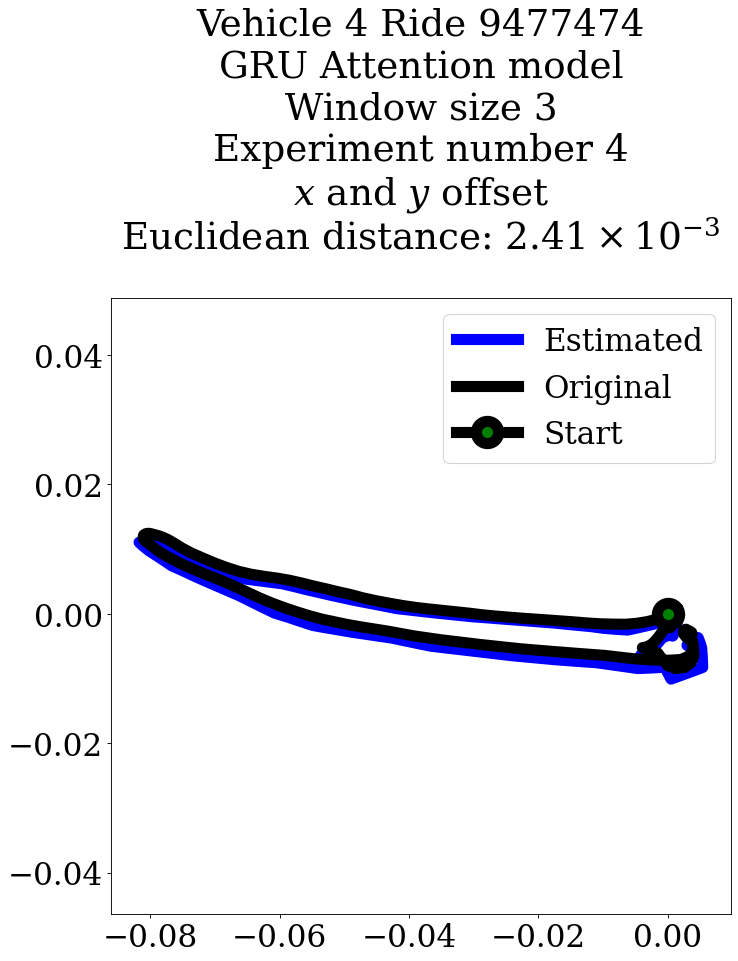 Vehicle 4 Ride 9477474
GRU Attention model
Window size 3
Experiment number 4
x and y offset
Euclidean distance: 2.41 × 10⁻³
Estimated
Original
Start
0.04
0.02
0.00
−0.02
−0.04
−0.08 −0.06 −0.04 −0.02 0.00